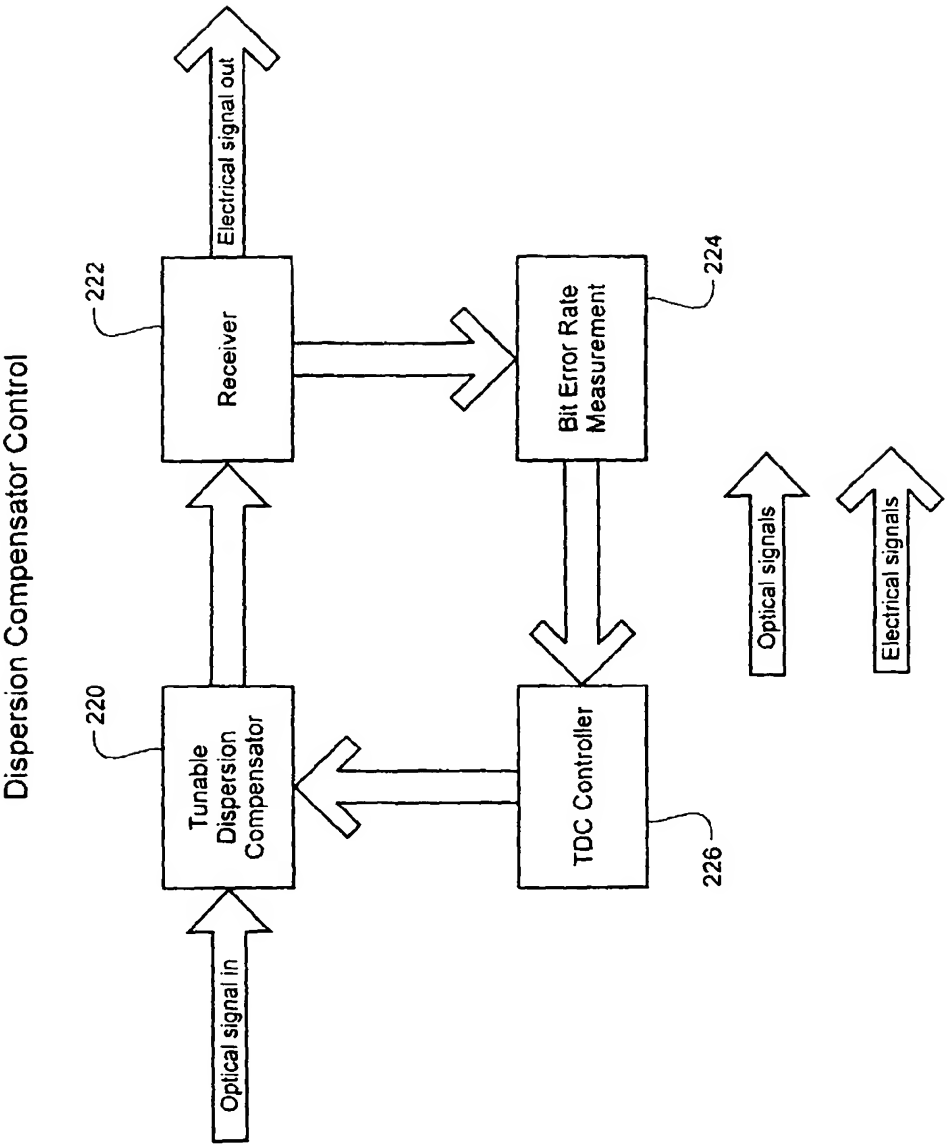 Dispersion Compensator Control
220
222
Optical signal in
Tunable
Dispersion
Compensator
Receiver
Electrical signal out
TDC Controller
Bit Error Rate
Measurement
226
224
Optical signals
Electrical signals